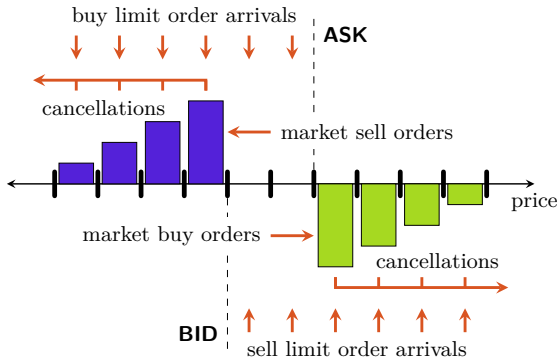 buy limit order arrivals
ASK
cancellations
market sell orders
price
market buy orders
cancellations
BID
sell limit order arrivals